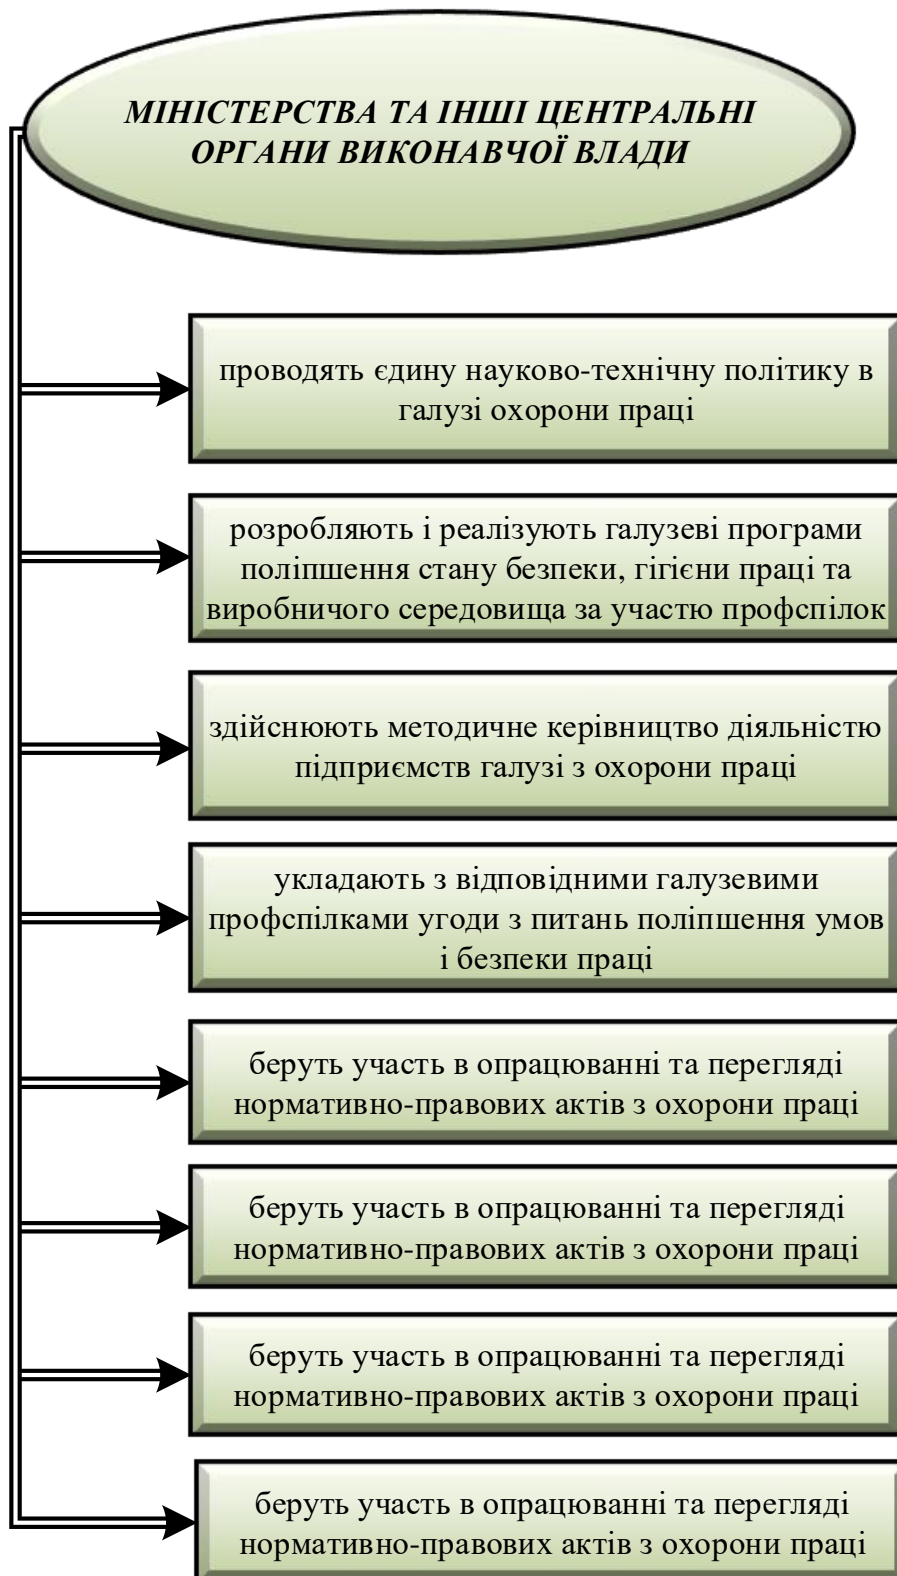 МІНІСТЕРСТВА ТА ІНШІ ЦЕНТРАЛЬНІ
ОРГАНИ ВИКОНАВЧОЇ ВЛАДИ
проводять єдину науково-технічну політику в
галузі охорони праці
розробляють і реалізують галузеві програми
поліпшення стану безпеки, гігієни праці та
виробничого середовища за участю профспілок
здійснюють методичне керівництво діяльністю
підприємств галузі з охорони праці
укладають з відповідними галузевими
профспілками угоди з питань поліпшення умов
і безпеки праці
беруть участь в опрацюванні та перегляді
нормативно-правових актів з охорони праці
беруть участь в опрацюванні та перегляді
нормативно-правових актів з охорони праці
беруть участь в опрацюванні та перегляді
нормативно-правових актів з охорони праці
беруть участь в опрацюванні та перегляді
нормативно-правових актів з охорони праці